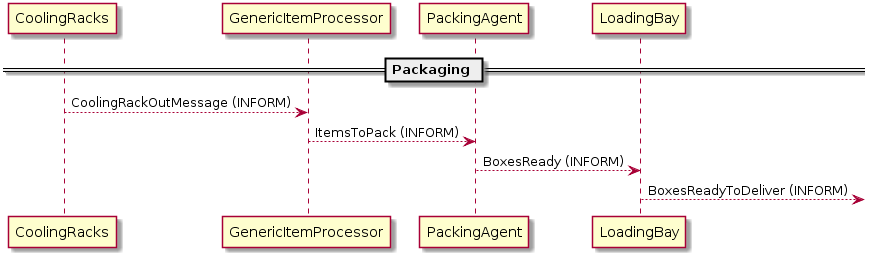 CoolingRacks GenericItemProcessor PackingAgent LoadingBay
Packaging
CoolingRackOutMessage (INFORM)
ItemsToPack (INFORM)
BoxesReady (INFORM)
BoxesReadyToDeliver (INFORM)
CoolingRacks GenericItemProcessor PackingAgent LoadingBay